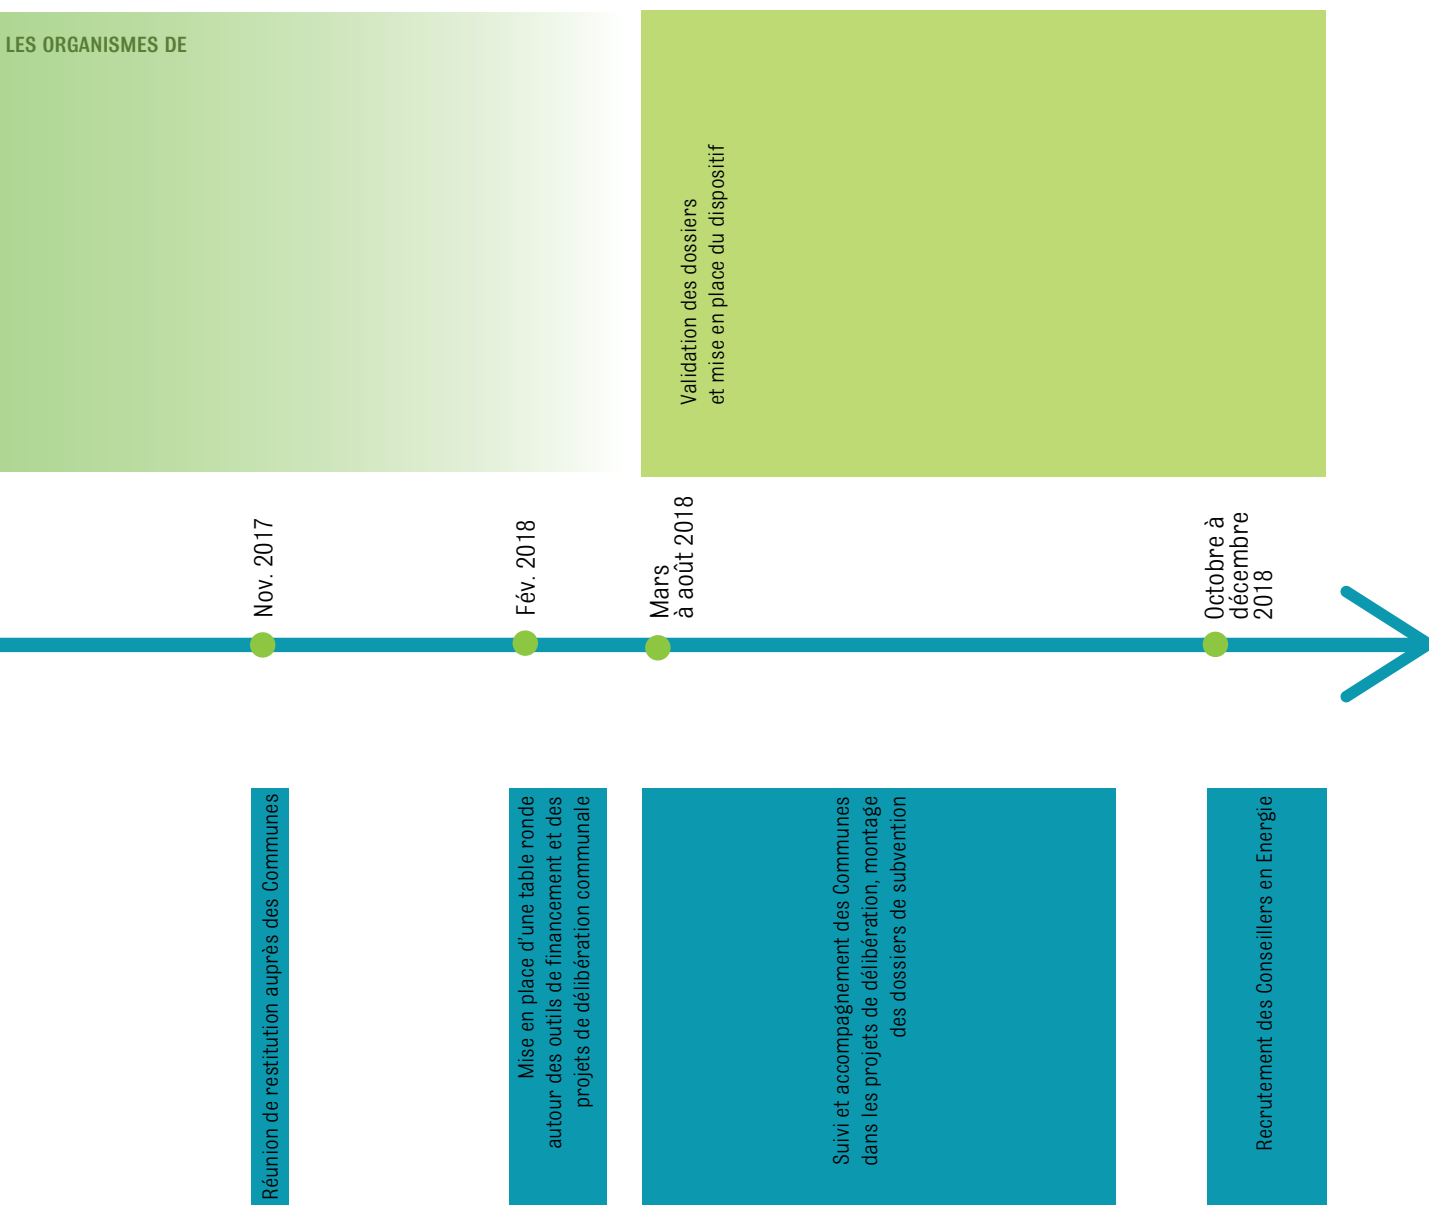 LES ORGANISMES DE
Validation des dossiers
et mise en place du dispositif
Nov. 2017
Fév. 2018
Mars
à août 2018
Octobre à
décembre
2018
Réunion de restitution auprès des Communes
Mise en place d'une table ronde
autour des outils de financement et des
projets de délibération communale
Suivi et accompagnement des Communes
dans les projets de délibération, montage
des dossiers de subvention
Recrutement des Conseillers en Energie